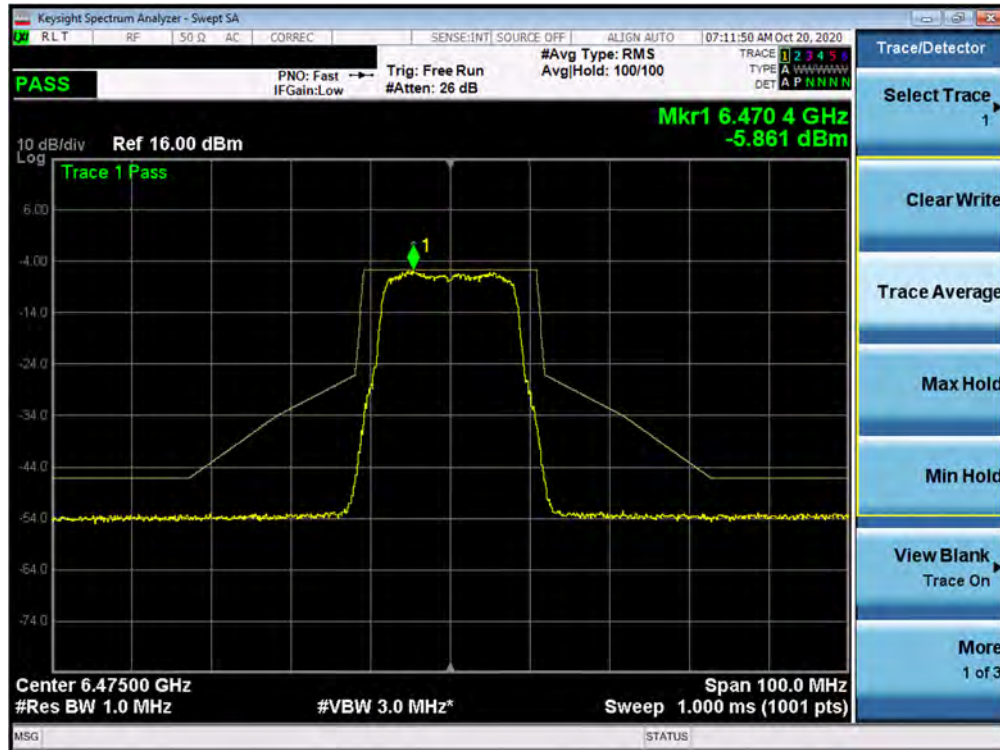 Keysight Spectrum Analyzer - Swept SA
LXI RLT RF 50 Ω AC CORREC SENSE:INT SOURCE OFF ALIGN AUTO 07:11:50 AM Oct 20, 2020
PASS
PNO: Fast
IFGain:Low
Trig: Free Run
#Atten: 26 dB
#Avg Type: RMS
Avg|Hold: 100/100
TRACE 1 2 3 4 5 6
TYPE A WWWWW
DET A P N N N N
Mkr1 6.470 4 GHz
-5.861 dBm
10 dB/div Ref 16.00 dBm
Log
Trace 1 Pass
1
6.00
-4.00
-14.0
-24.0
-34.0
-44.0
-54.0
-64.0
-74.0
Center 6.47500 GHz Span 100.0 MHz
#Res BW 1.0 MHz #VBW 3.0 MHz* Sweep 1.000 ms (1001 pts)
MSG STATUS
Trace/Detector
Select Trace
1
Clear Write
Trace Average
Max Hold
Min Hold
View Blank
Trace On
More
1 of 3